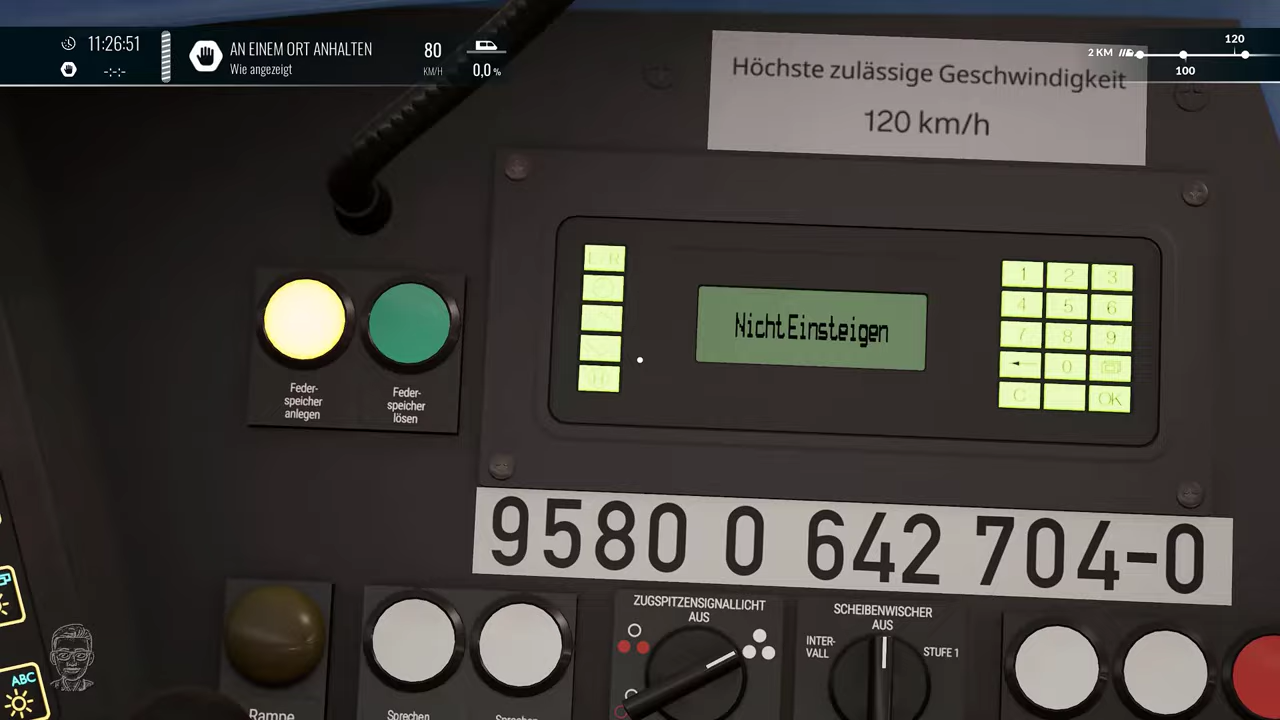 11:26:51
-:-:-
AN EINEM ORT ANHALTEN
Wie angezeigt
80
KM/H
0,0 %
2 KM
120
100
Höchste zulässige Geschwindigkeit
120 km/h
L/R
Nicht Einsteigen
1 2 3
4 5 6
7 8 9
0
C OK
Feder-
speicher
anlegen
Feder-
speicher
lösen
9580 0 642 704-0
ZUGSPITZENSIGNALLICHT
AUS
SCHEIBENWISCHER
AUS
INTER-
VALL
STUFE 1
ABC
Rampe
Sprechen